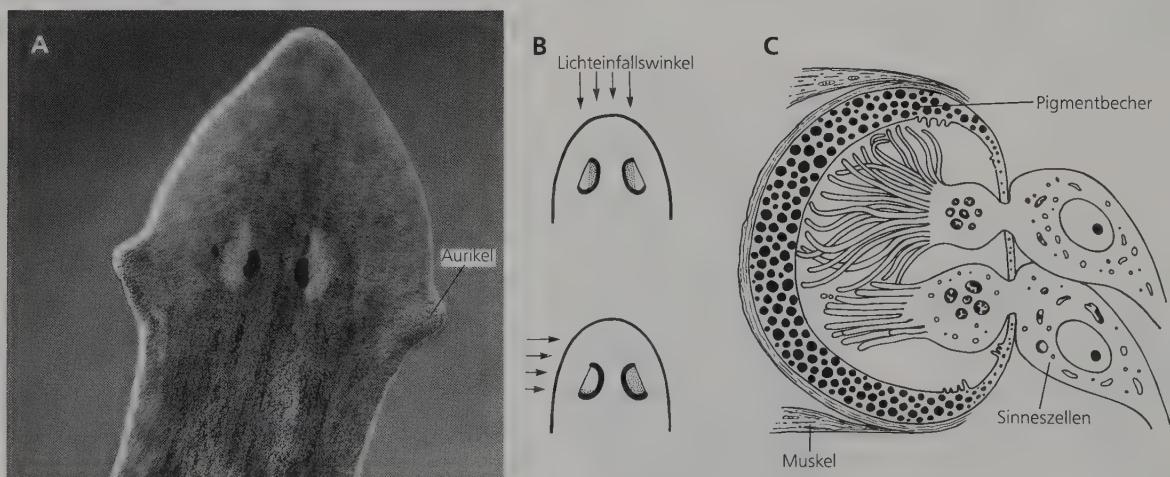 A
Aurikel
B
Lichteinfallswinkel
C
Pigmentbecher
Sinneszellen
Muskel